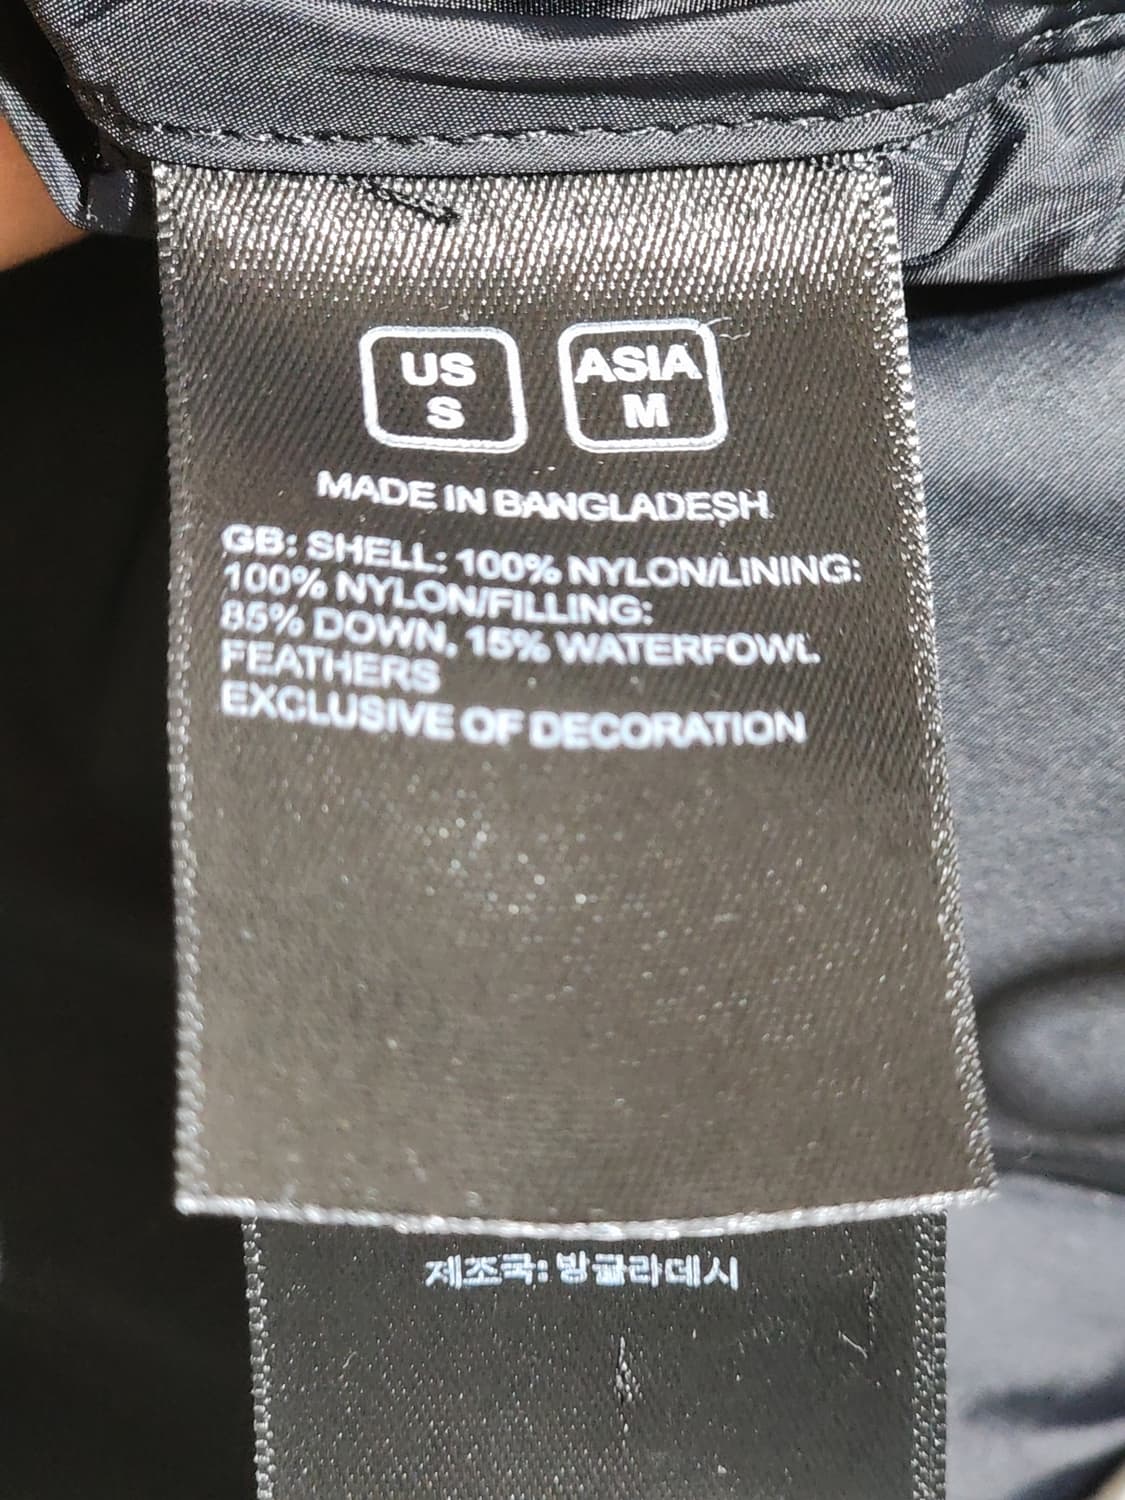 US
S
ASIA
M
MADE IN BANGLADESH
GB: SHELL: 100% NYLON/LINING:
100% NYLON/FILLING:
85% DOWN, 15% WATERFOWL
FEATHERS
EXCLUSIVE OF DECORATION
제조국: 방글라데시